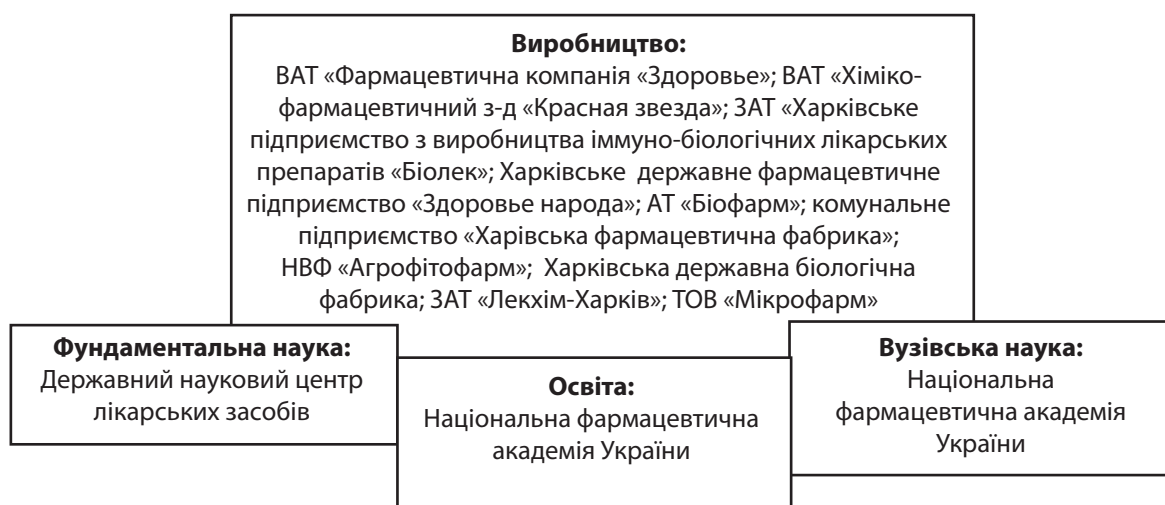 Виробництво:
ВАТ «Фармацевтична компанія «Здоровье»; ВАТ «Хіміко-
фармацевтичний з-д «Красная звезда»; ЗАТ «Харківське
підприємство з виробництва іммуно-біологічних лікарських
препаратів «Біолек»; Харківське державне фармацевтичне
підприємство «Здоровье народа»; АТ «Біофарм»; комунальне
підприємство «Харівська фармацевтична фабрика»;
НВФ «Агрофітофарм»; Харківська державна біологічна
фабрика; ЗАТ «Лекхім-Харків»; ТОВ «Мікрофарм»
Фундаментальна наука:
Державний науковий центр
лікарських засобів
Освіта:
Національна фармацевтична
академія України
Вузівська наука:
Національна
фармацевтична академія
України